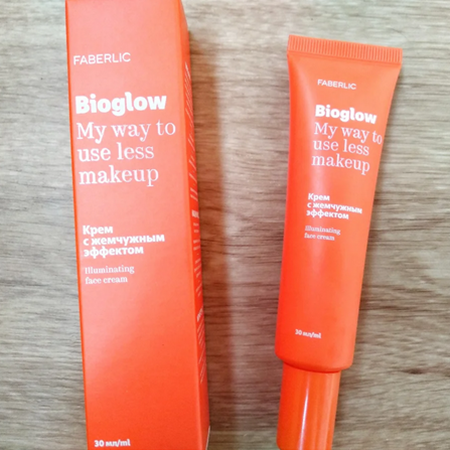 FABERLIC
Bioglow
My way to
use less
makeup
Крем
с жемчужным
эффектом
Illuminating
face cream
30 мл/ml
FABERLIC
Bioglow
My way to
use less
makeup
Крем
с жемчужным
эффектом
Illuminating
face cream
30 мл/ml